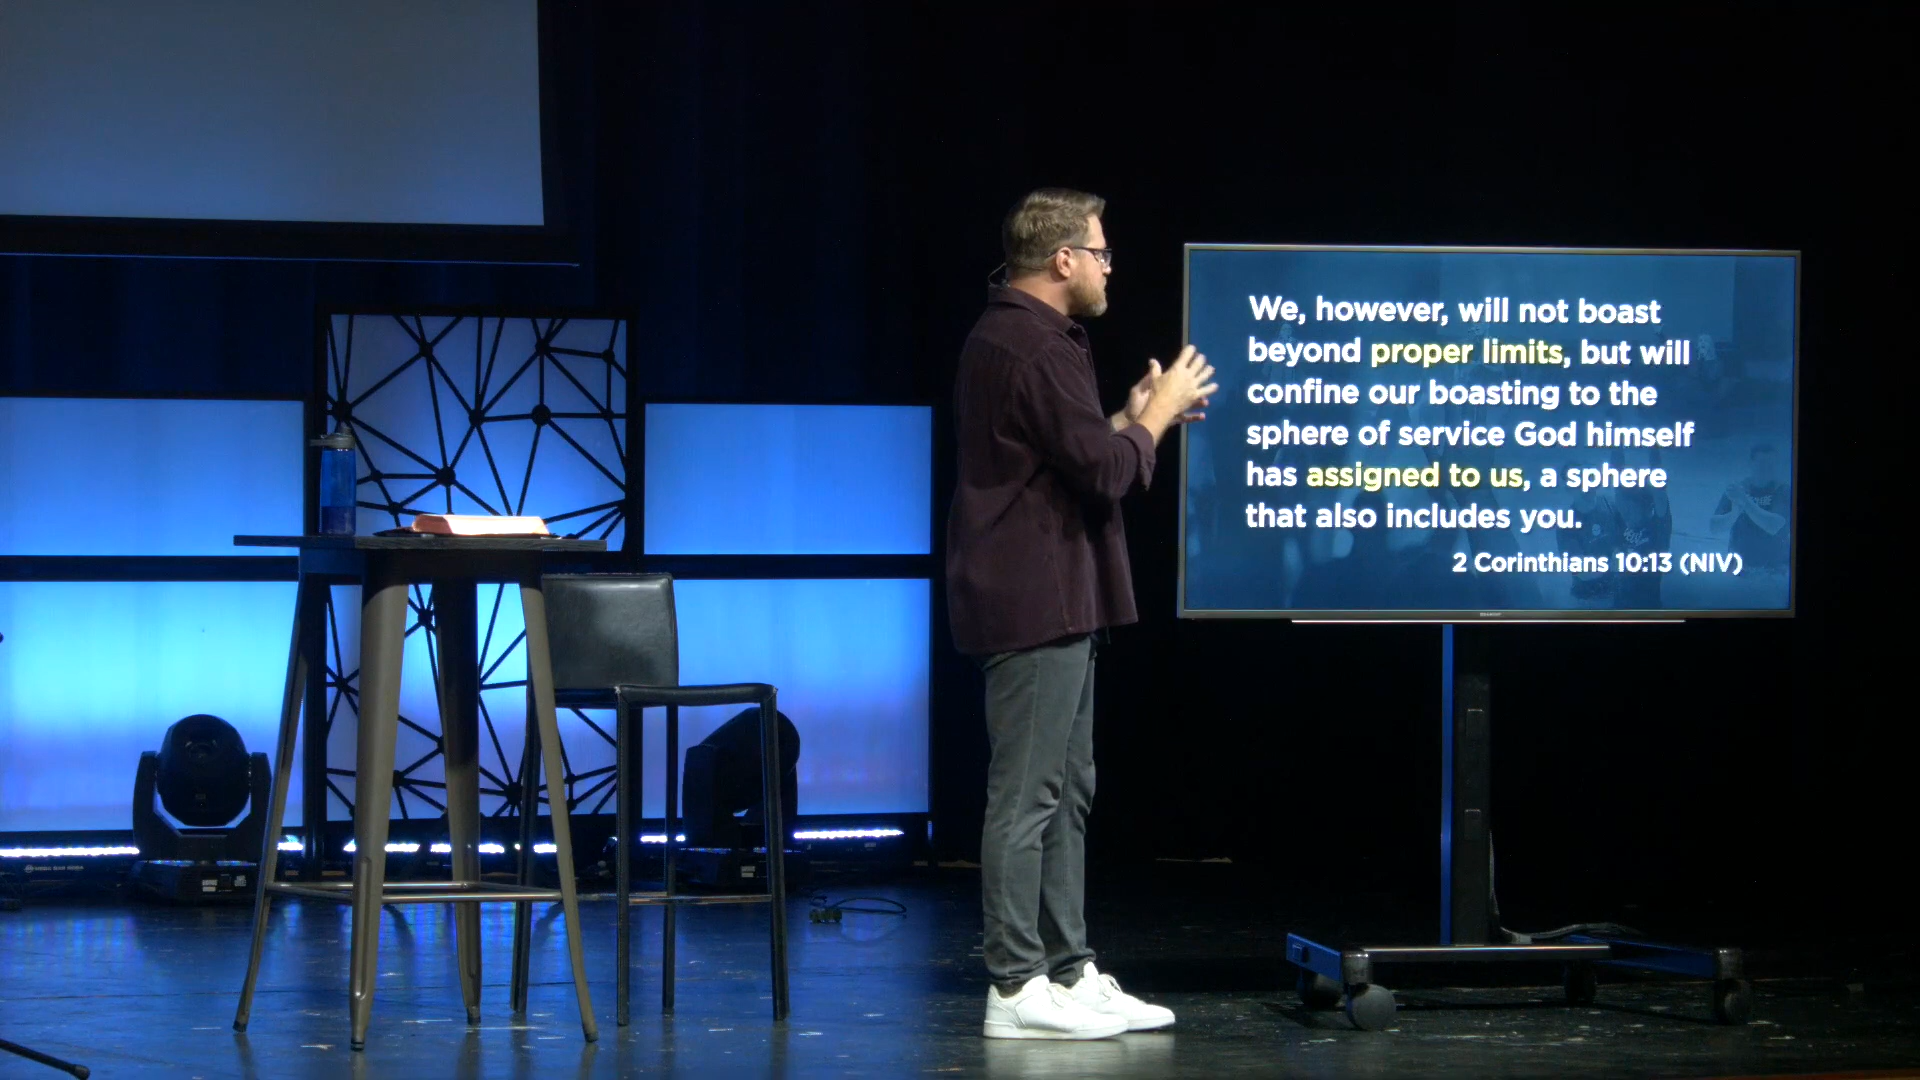 We, however, will not boast
beyond proper limits, but will
confine our boasting to the
sphere of service God himself
has assigned to us, a sphere
that also includes you.
2 Corinthians 10:13 (NIV)